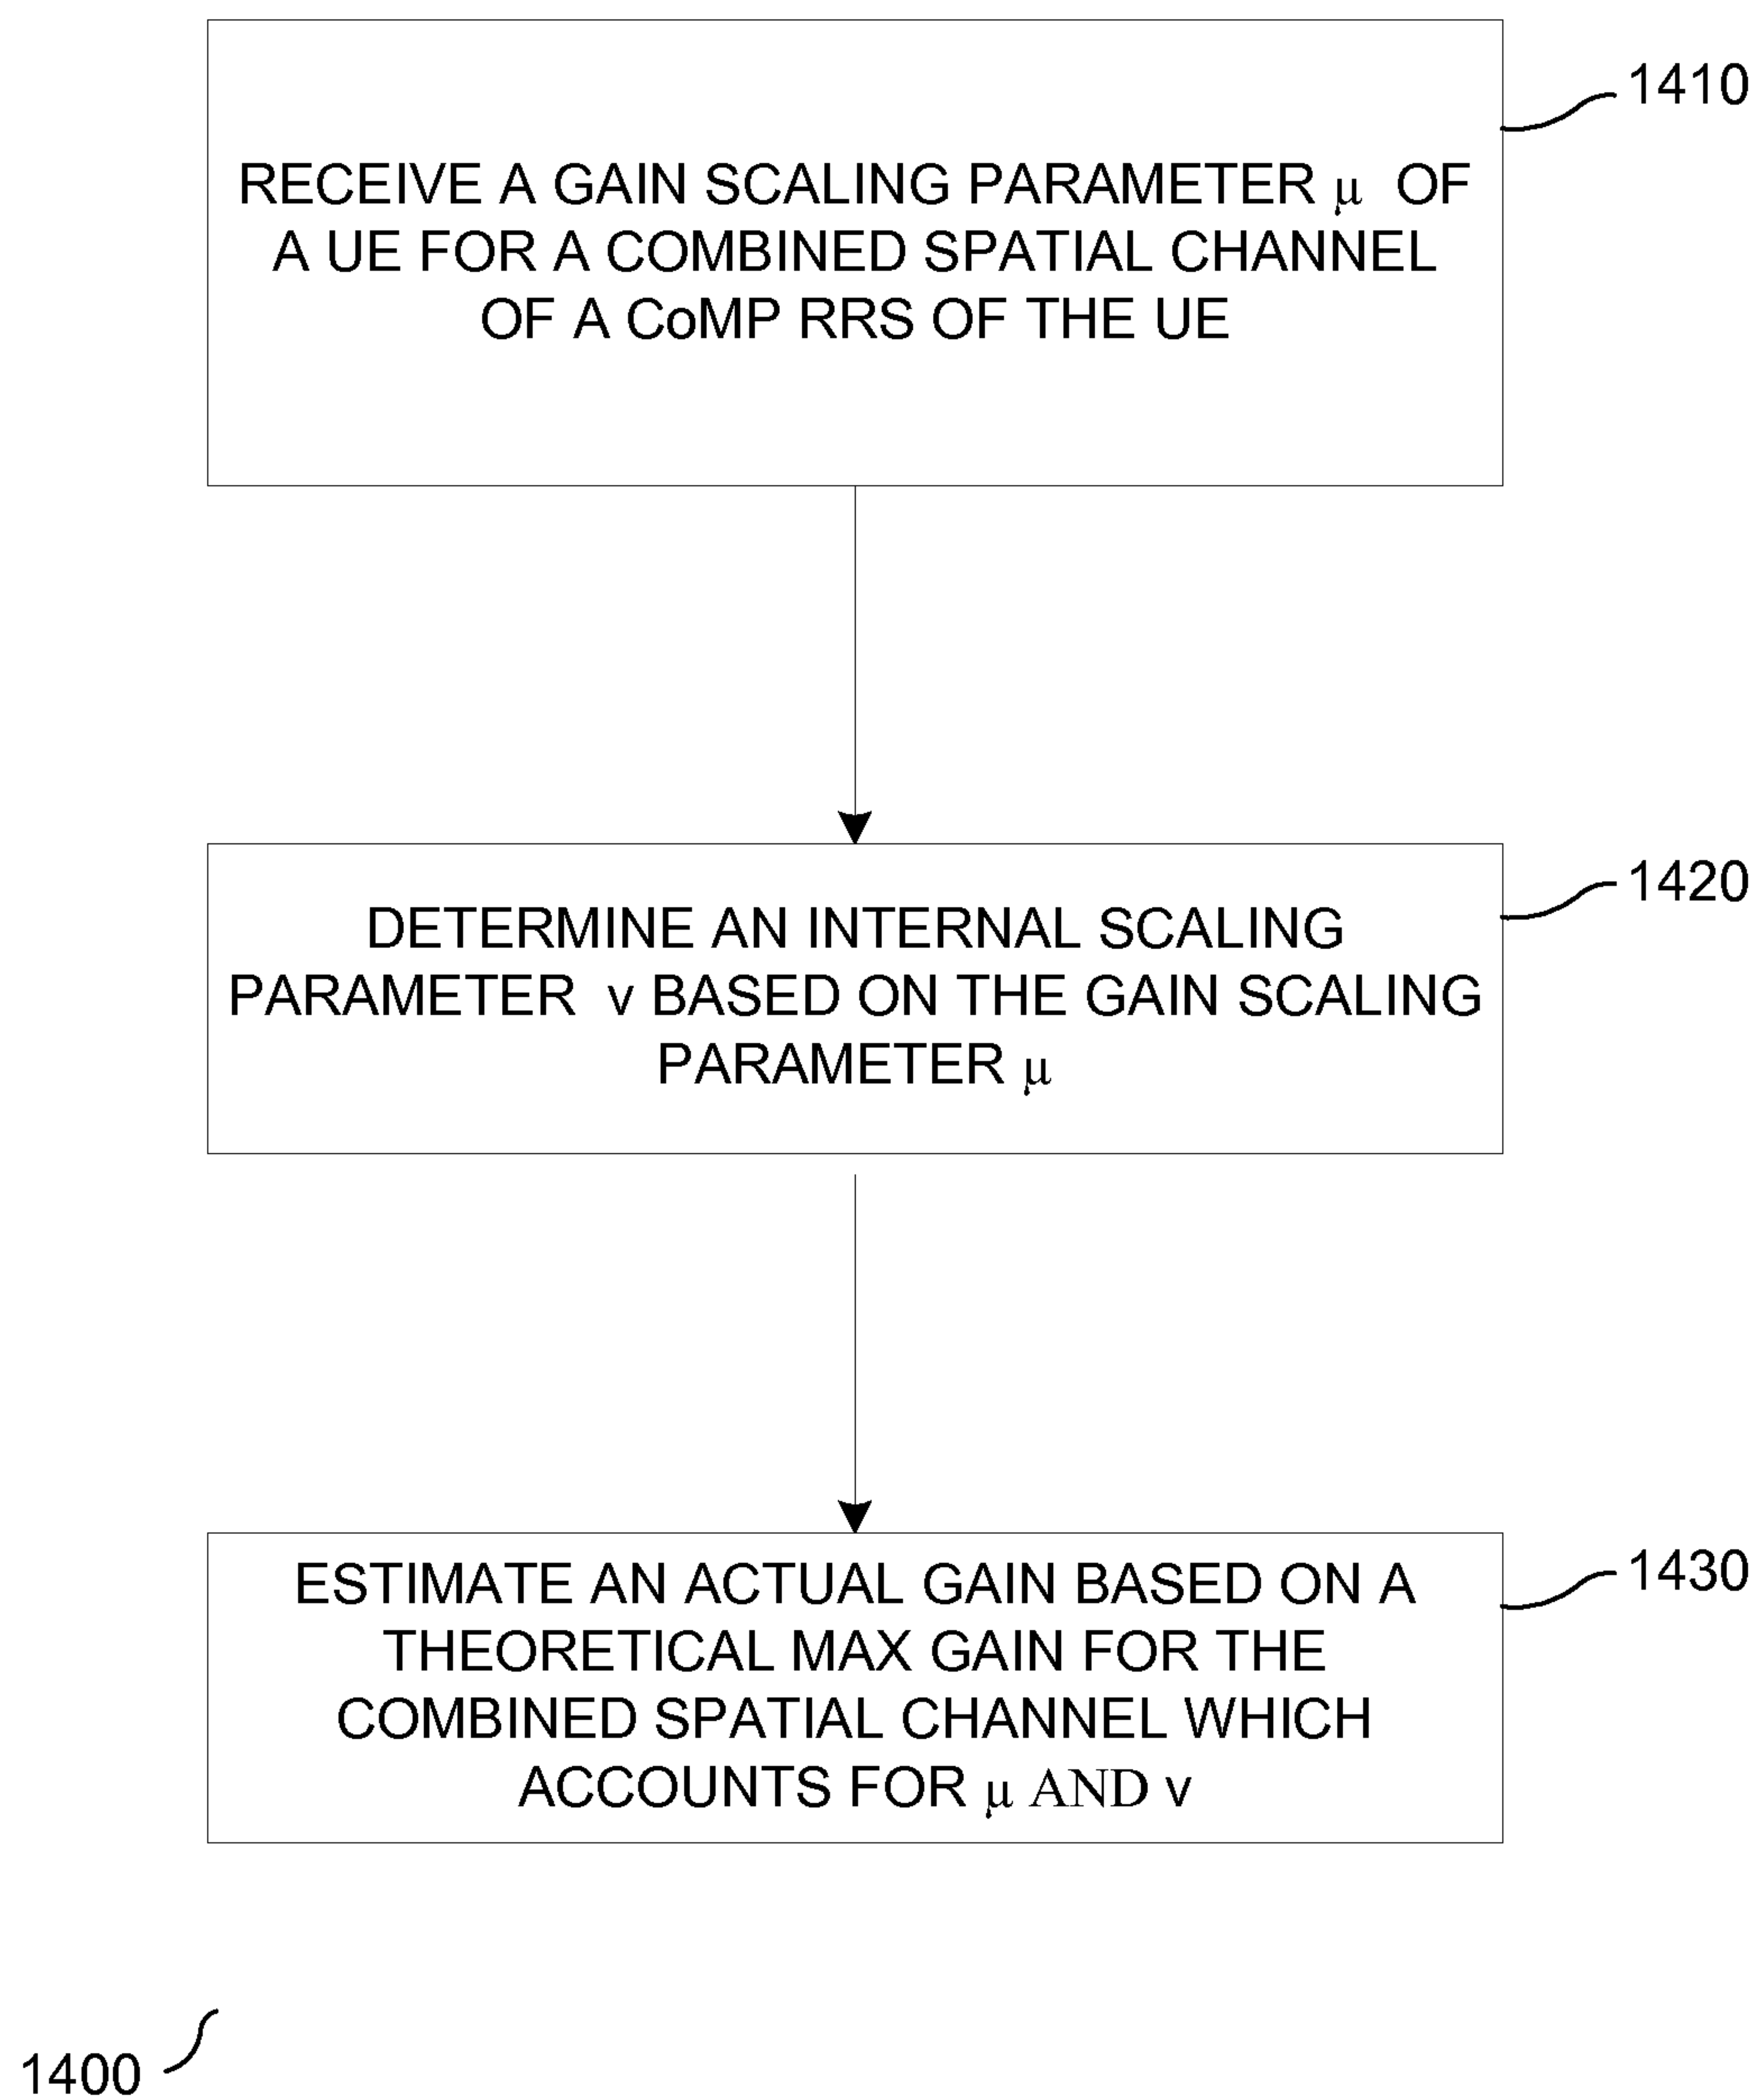 1410
RECEIVE A GAIN SCALING PARAMETER μ OF
A UE FOR A COMBINED SPATIAL CHANNEL
OF A CoMP RRS OF THE UE
1420
DETERMINE AN INTERNAL SCALING
PARAMETER v BASED ON THE GAIN SCALING
PARAMETER μ
1430
ESTIMATE AN ACTUAL GAIN BASED ON A
THEORETICAL MAX GAIN FOR THE
COMBINED SPATIAL CHANNEL WHICH
ACCOUNTS FOR μ AND v
1400